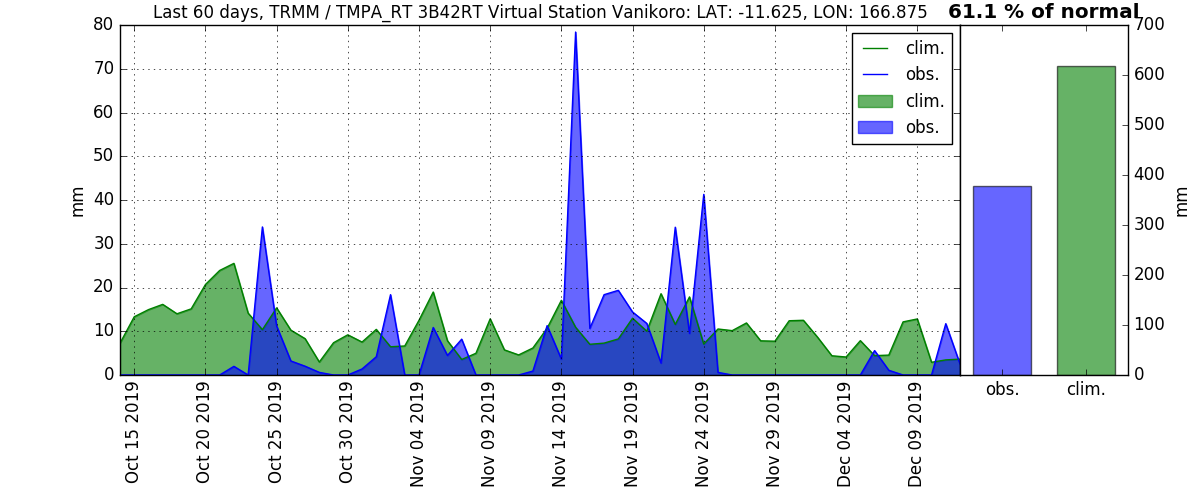 Last 60 days, TRMM / TMPA_RT 3B42RT Virtual Station Vanikoro: LAT: -11.625, LON: 166.875
61.1 % of normal
80
70
60
50
40
30
20
10
0
mm
clim.
obs.
clim.
obs.
Oct 15 2019
Oct 20 2019
Oct 25 2019
Oct 30 2019
Nov 04 2019
Nov 09 2019
Nov 14 2019
Nov 19 2019
Nov 24 2019
Nov 29 2019
Dec 04 2019
Dec 09 2019
700
600
500
400
300
200
100
0
mm
obs.
clim.